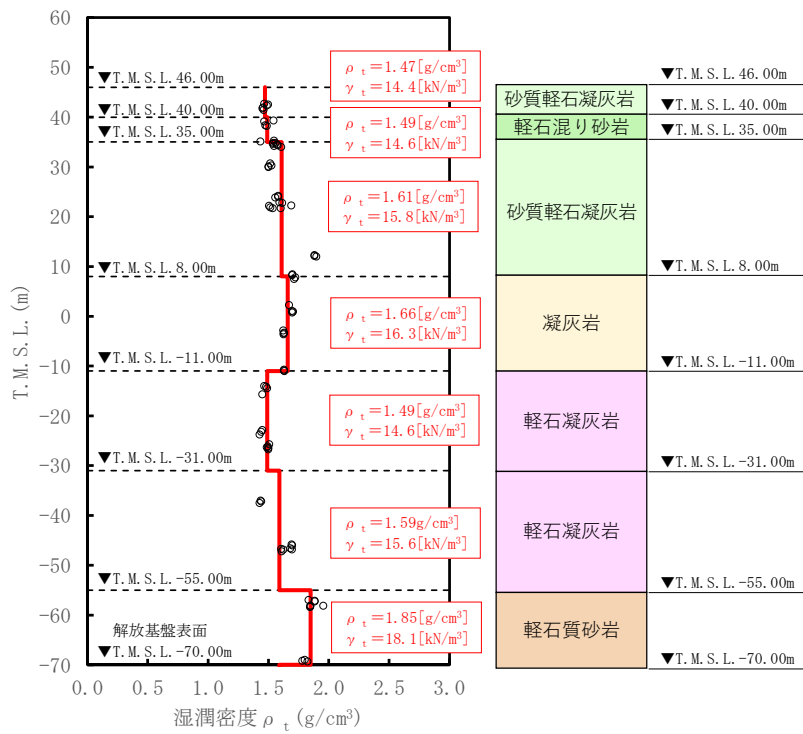 60
50
40
30
20
10
0
-10
-20
-30
-40
-50
-60
-70
T.M.S.L.(m)
▼T.M.S.L.46.00m
▼T.M.S.L.40.00m
▼T.M.S.L.35.00m
▼T.M.S.L.8.00m
▼T.M.S.L.-11.00m
▼T.M.S.L.-31.00m
▼T.M.S.L.-55.00m
解放基盤表面
▼T.M.S.L.-70.00m
ρt=1.47[g/cm³]
γt=14.4[kN/m³]
ρt=1.49[g/cm³]
γt=14.6[kN/m³]
ρt=1.61[g/cm³]
γt=15.8[kN/m³]
ρt=1.66[g/cm³]
γt=16.3[kN/m³]
ρt=1.49[g/cm³]
γt=14.6[kN/m³]
ρt=1.59g/cm³]
γt=15.6[kN/m³]
ρt=1.85[g/cm³]
γt=18.1[kN/m³]
0.0 0.5 1.0 1.5 2.0 2.5 3.0
湿潤密度ρt(g/cm³)
砂質軽石凝灰岩
軽石混り砂岩
砂質軽石凝灰岩
凝灰岩
軽石凝灰岩
軽石凝灰岩
軽石質砂岩
▼T.M.S.L.46.00m
▼T.M.S.L.40.00m
▼T.M.S.L.35.00m
▼T.M.S.L.8.00m
▼T.M.S.L.-11.00m
▼T.M.S.L.-31.00m
▼T.M.S.L.-55.00m
▼T.M.S.L.-70.00m